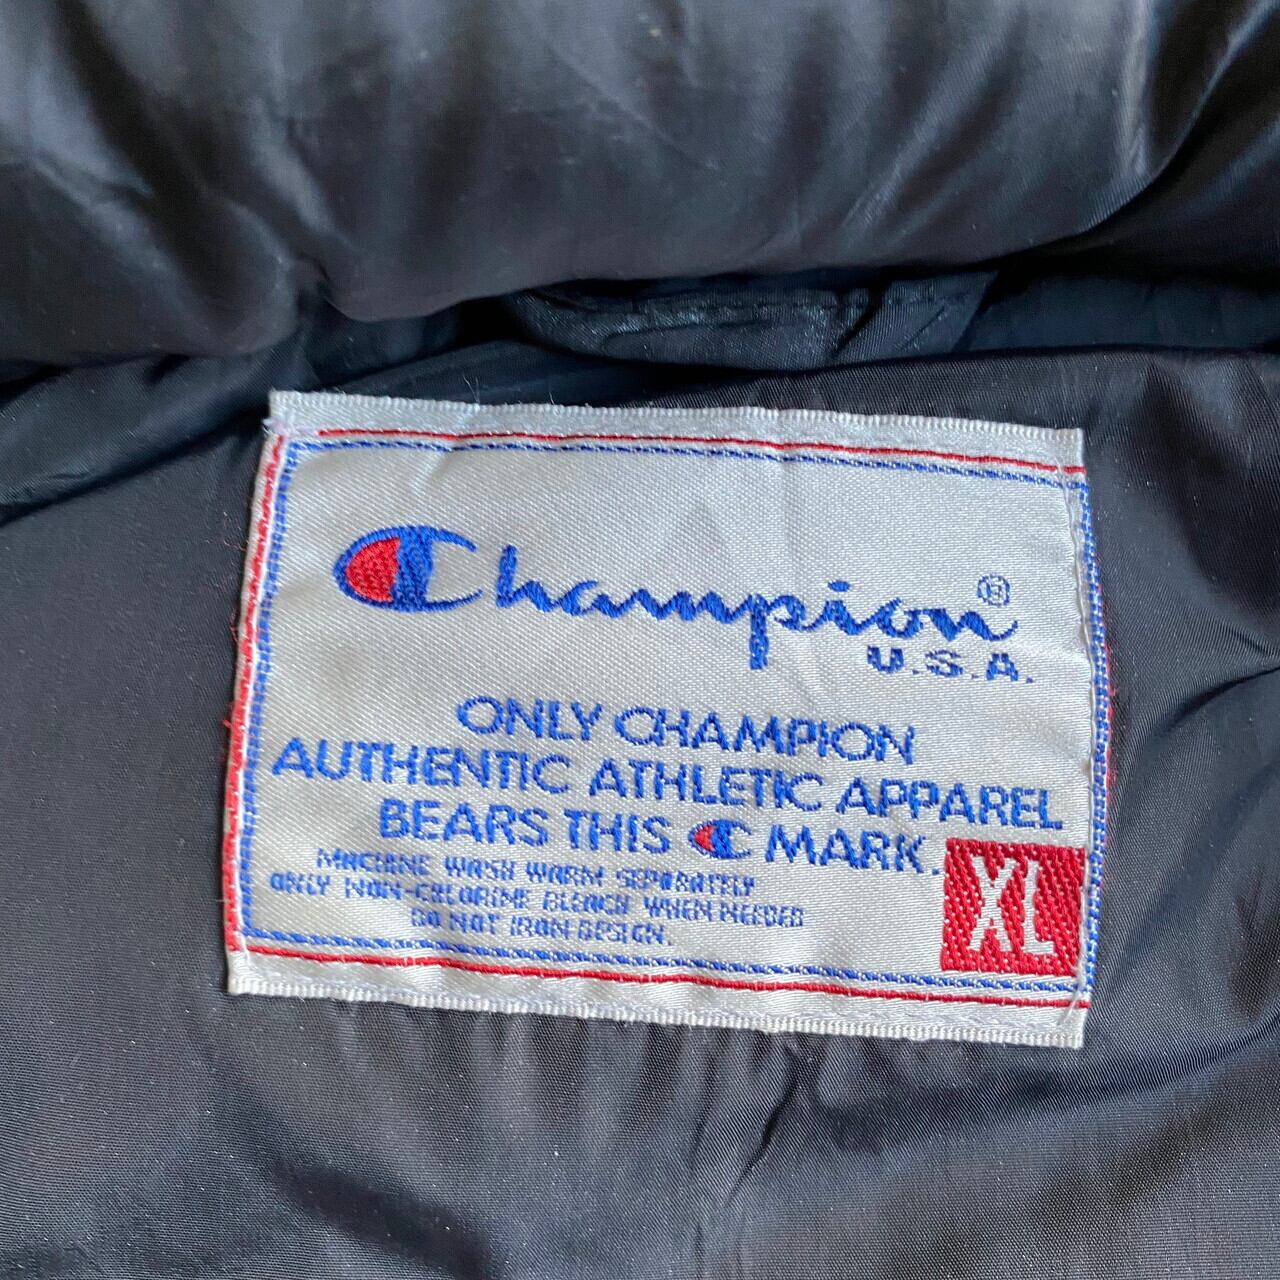 Champion®
U.S.A.
ONLY CHAMPION
AUTHENTIC ATHLETIC APPAREL
BEARS THIS C MARK.
MACHINE WASH WARM SEPARATELY
ONLY NON-CHLORINE BLEACH WHEN NEEDED
DO NOT IRON DESIGN.
XL